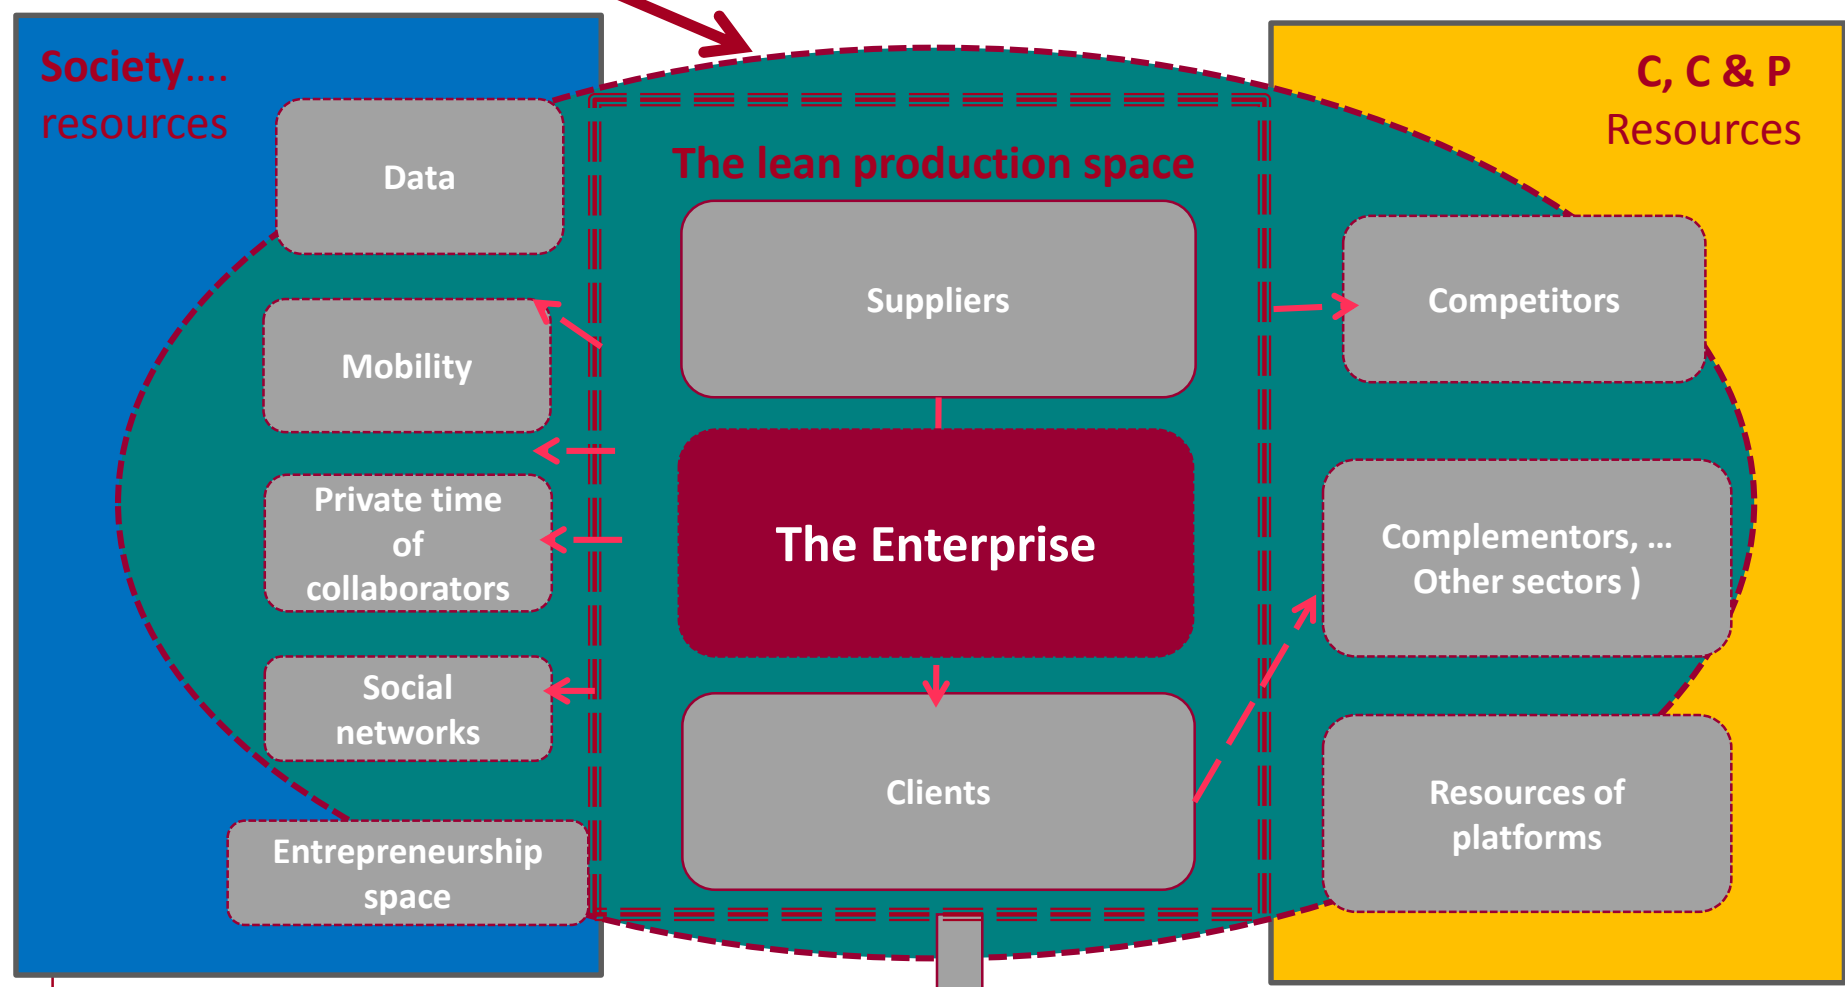 Society....
resources
Data
Mobility
Private time
of
collaborators
Social
networks
Entrepreneurship
space
The lean production space
Suppliers
The Enterprise
Clients
C, C & P
Resources
Competitors
Complementors, ...
Other sectors )
Resources of
platforms